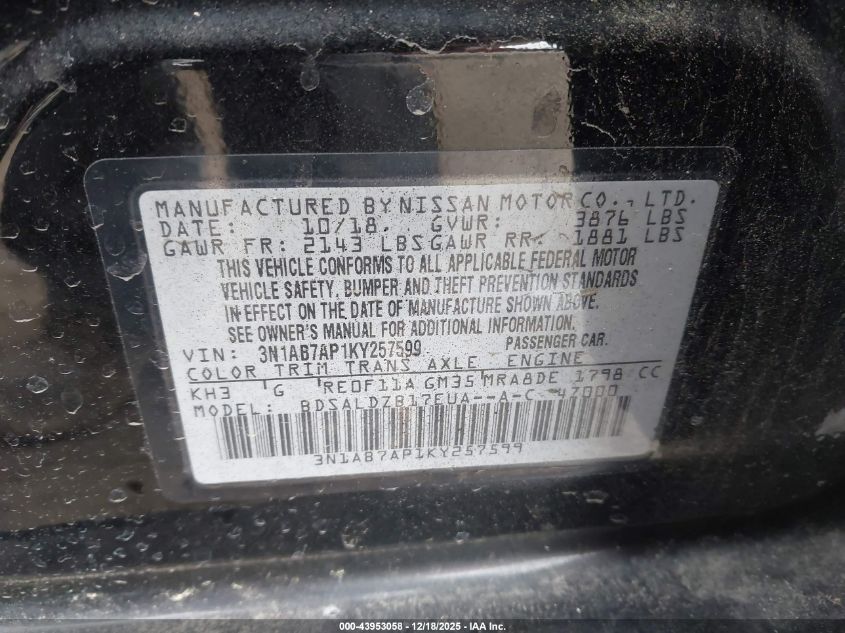 MANUFACTURED BY NISSAN MOTOR CO., LTD.
DATE: 10/18. GVWR: 3876 LBS
GAWR FR: 2143 LBS GAWR RR: 1881 LBS
THIS VEHICLE CONFORMS TO ALL APPLICABLE FEDERAL MOTOR
VEHICLE SAFETY, BUMPER AND THEFT PREVENTION STANDARDS
IN EFFECT ON THE DATE OF MANUFACTURE SHOWN ABOVE.
SEE OWNER'S MANUAL FOR ADDITIONAL INFORMATION.
VIN: 3N1AB7AP1KY257599 PASSENGER CAR.
COLOR TRIM TRANS AXLE ENGINE
KH3 G RE0F11A GM35 MRA8DE 1798 CC
MODEL: BDSALDZB17EUA--A-C- 47000
3N1AB7AP1KY257599
000-43953058 - 12/18/2025 - IAA Inc.